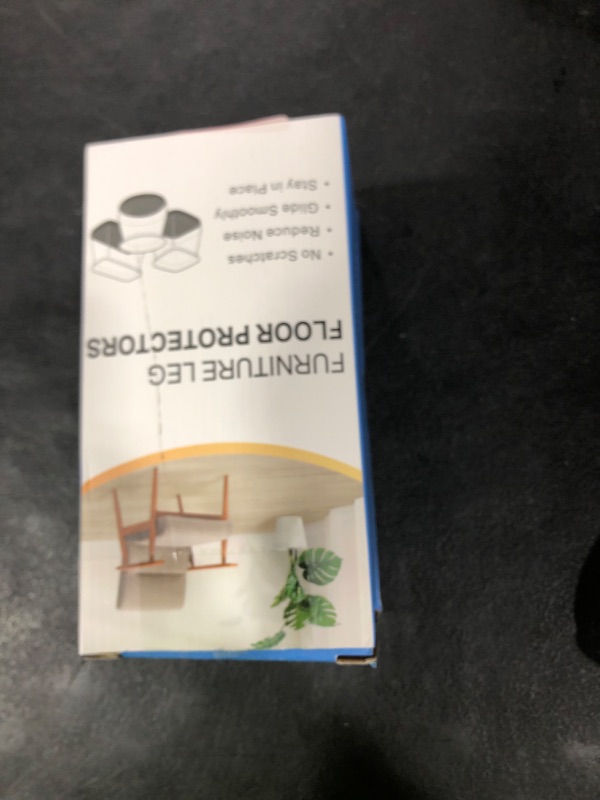 FURNITURE LEG
FLOOR PROTECTORS
• No Scratches
• Reduce Noise
• Glide Smoothly
• Stay in Place